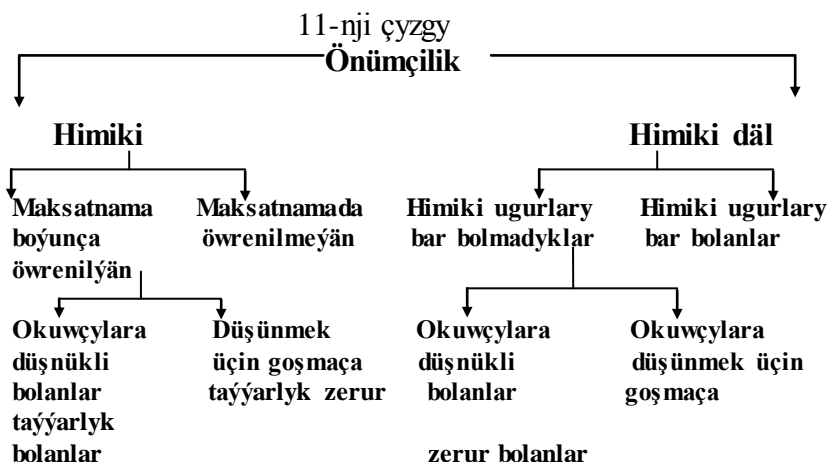 11-nji çyzgy
Önümçilik
Himiki
Himiki däl
Maksatnama
boýunça
öwrenilýän
Maksatnamada
öwrenilmeýän
Himiki ugurlary
bar bolmadyklar
Himiki ugurlary
bar bolanlar
Okuwçylara
düşnükli
bolanlar
taýýarlyk
bolanlar
Düşünmek
üçin goşmaça
taýýarlyk zerur
Okuwçylara
düşnükli
bolanlar
zerur bolanlar
Okuwçylara
düşünmek üçin
goşmaça